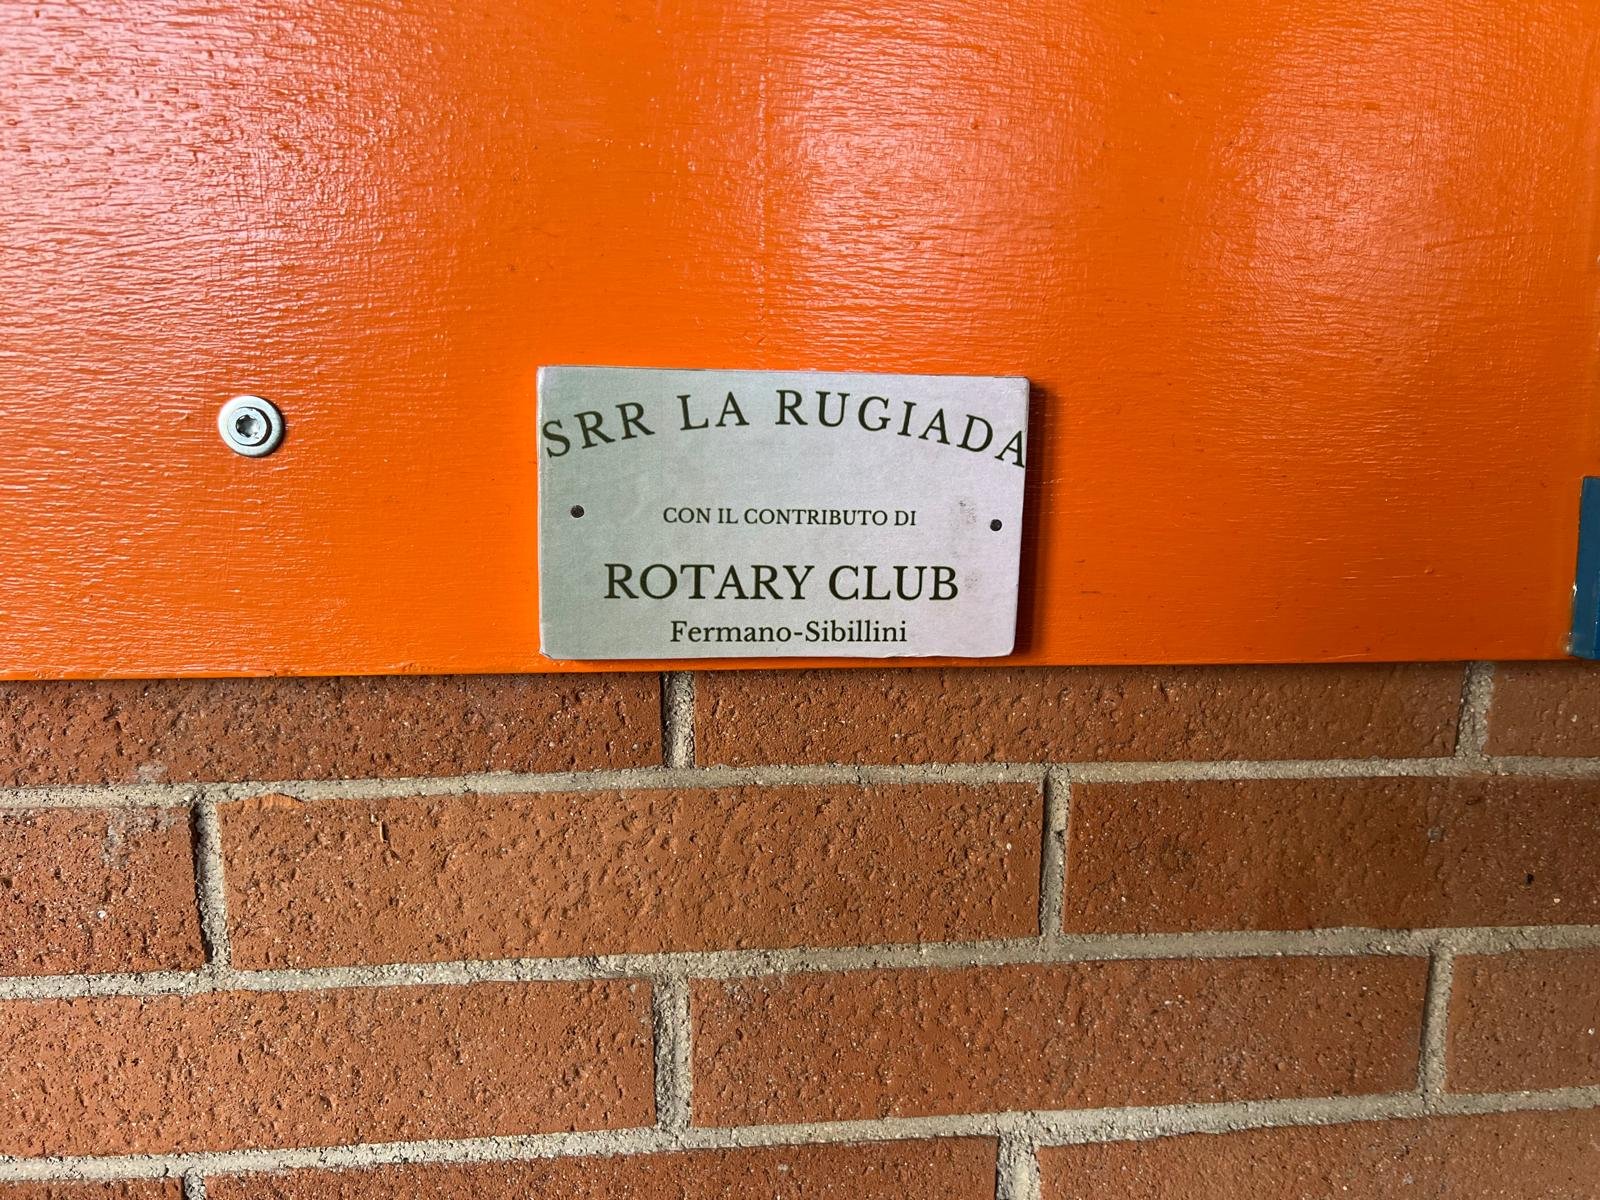 SRR LA RUGIADA
CON IL CONTRIBUTO DI
ROTARY CLUB
Fermano-Sibillini